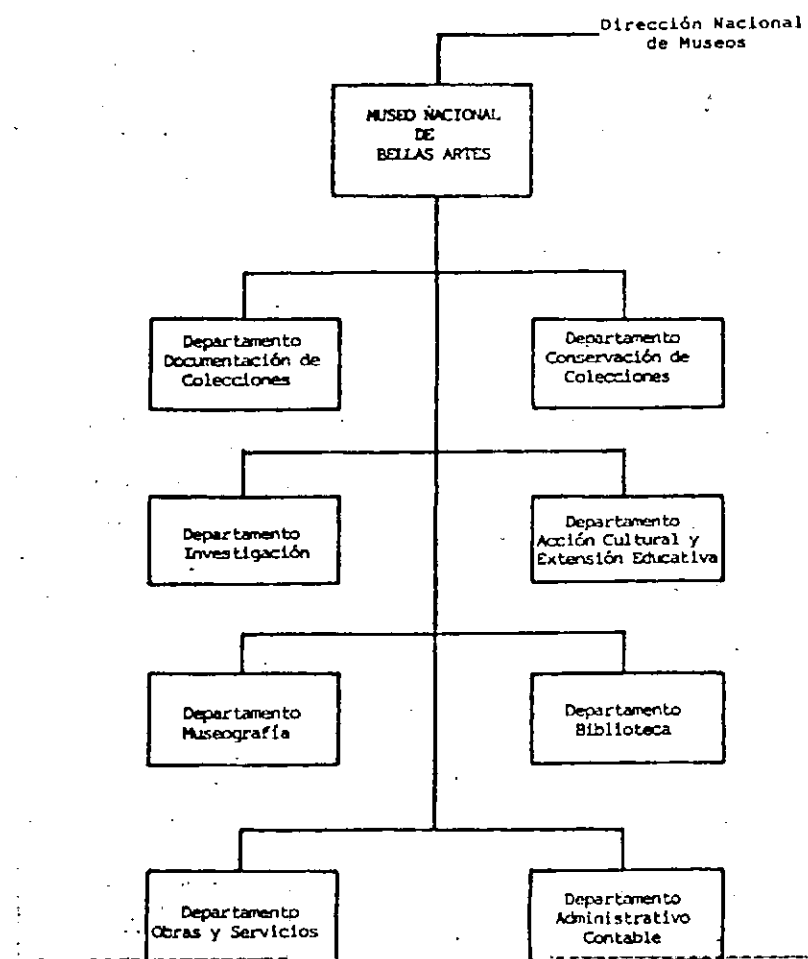 Dirección Nacional
de Museos
MUSEO NACIONAL
DE
BELLAS ARTES
Departamento
Documentación de
Colecciones
Departamento
Conservación de
Colecciones
Departamento
Investigación
Departamento
Acción Cultural y
Extensión Educativa
Departamento
Museografía
Departamento
Biblioteca
Departamento
Obras y Servicios
Departamento
Administrativo
Contable